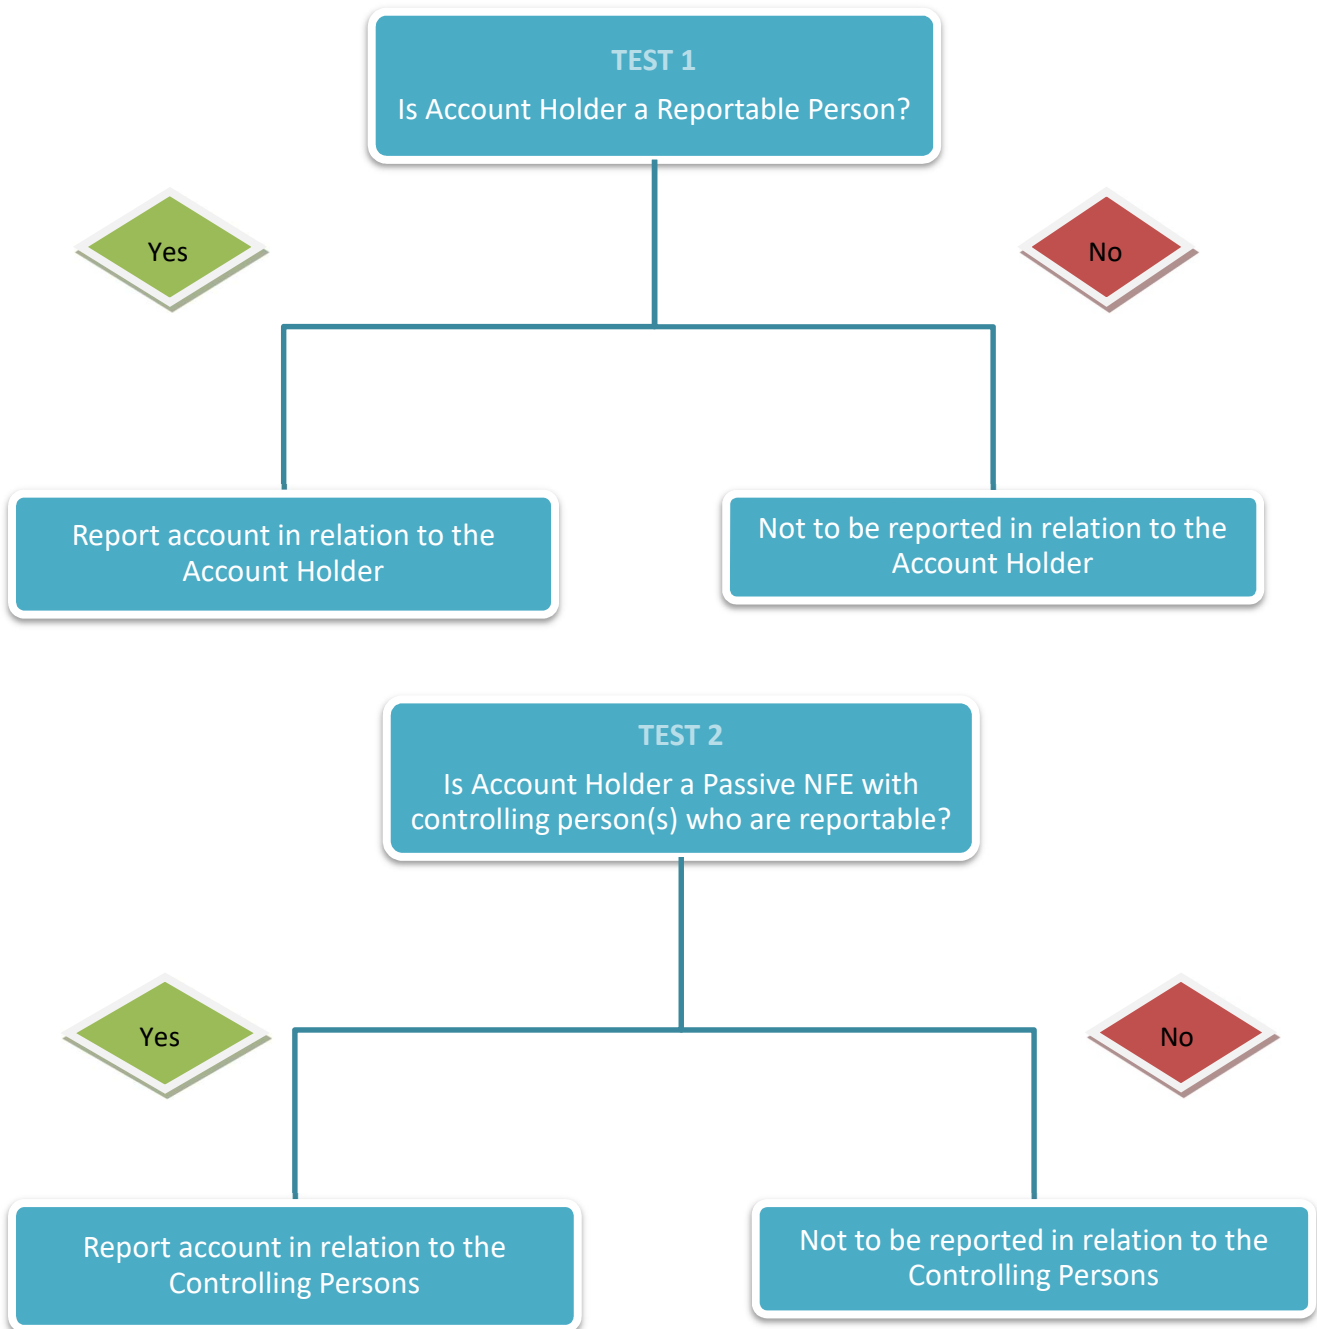 TEST 1
Is Account Holder a Reportable Person?
Yes
No
Report account in relation to the
Account Holder
Not to be reported in relation to the
Account Holder
TEST 2
Is Account Holder a Passive NFE with
controlling person(s) who are reportable?
Yes
No
Report account in relation to the
Controlling Persons
Not to be reported in relation to the
Controlling Persons